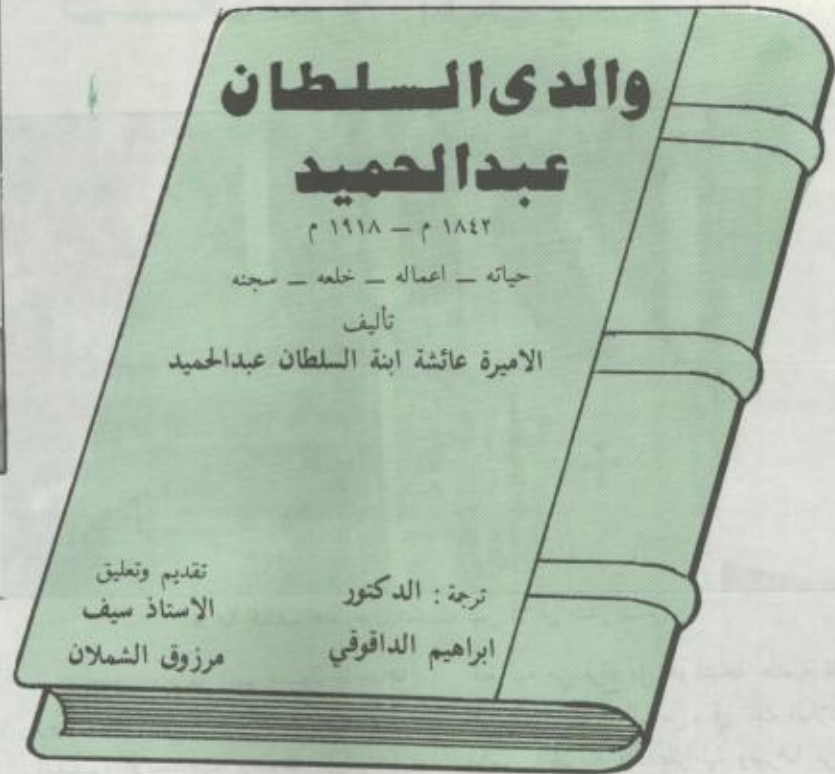 والدى السلطان
عبدالحميد
١٨٤٢ م — ١٩١٨ م
حياته — اعماله — خلعه — سجنه
تأليف
الاميرة عائشة ابنة السلطان عبدالحميد
ترجمة : الدكتور
ابراهيم الداقوقي
تقديم وتعليق
الاستاذ سيف
مرزوق الشملان